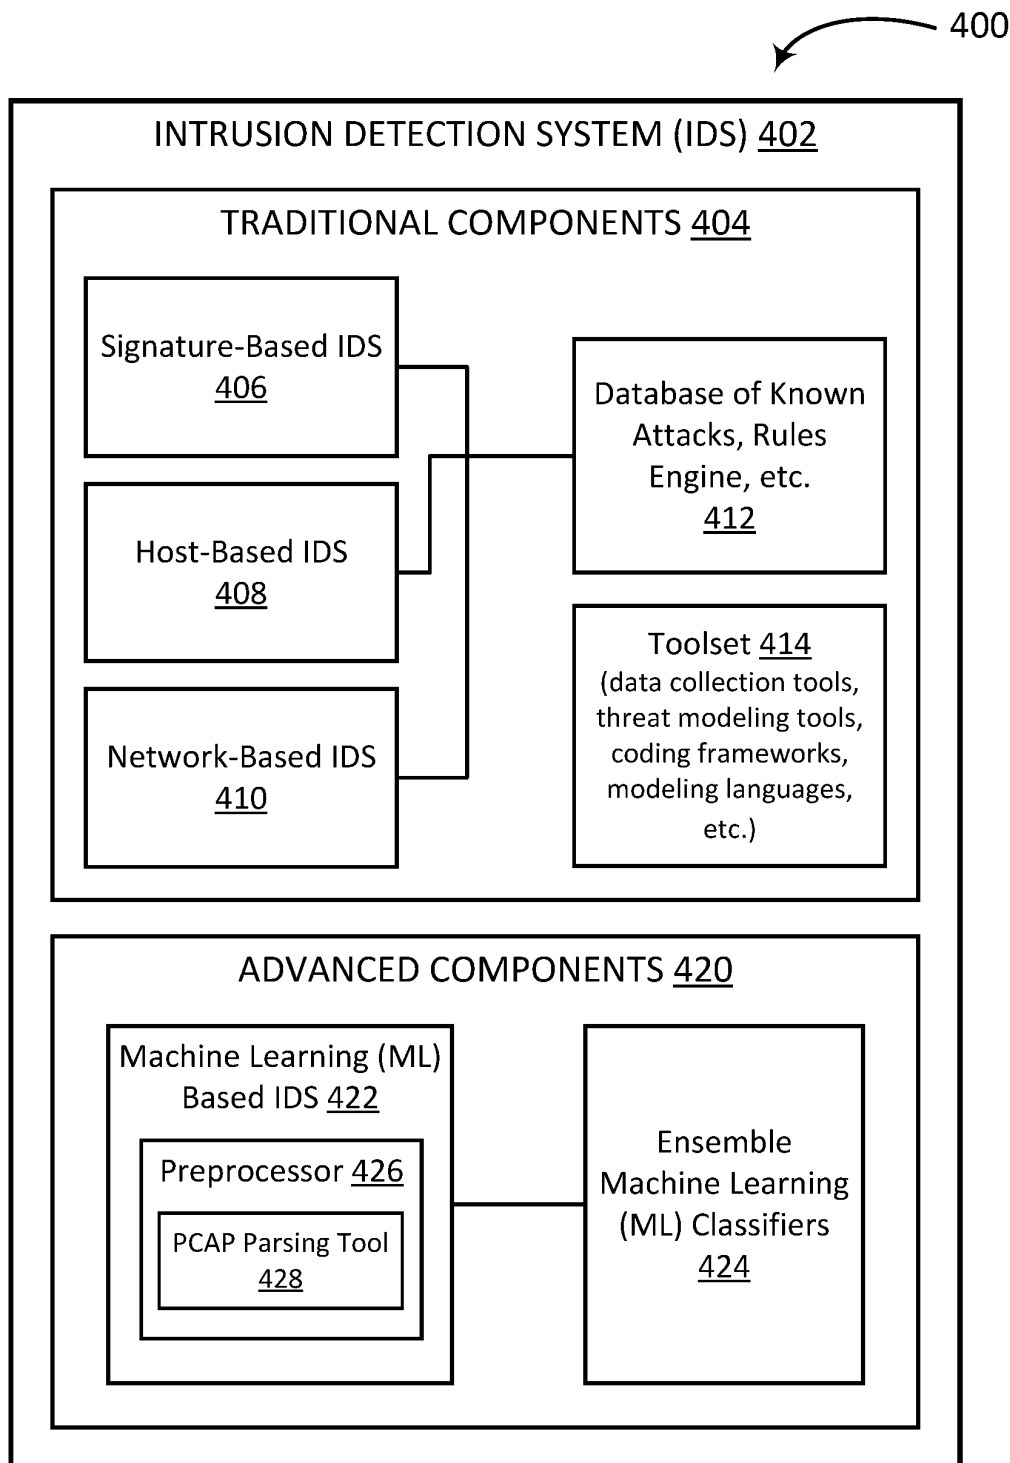 400
INTRUSION DETECTION SYSTEM (IDS) 402
TRADITIONAL COMPONENTS 404
Signature-Based IDS
406
Host-Based IDS
408
Network-Based IDS
410
Database of Known
Attacks, Rules
Engine, etc.
412
Toolset 414
(data collection tools,
threat modeling tools,
coding frameworks,
modeling languages,
etc.)
ADVANCED COMPONENTS 420
Machine Learning (ML)
Based IDS 422
Preprocessor 426
PCAP Parsing Tool
428
Ensemble
Machine Learning
(ML) Classifiers
424